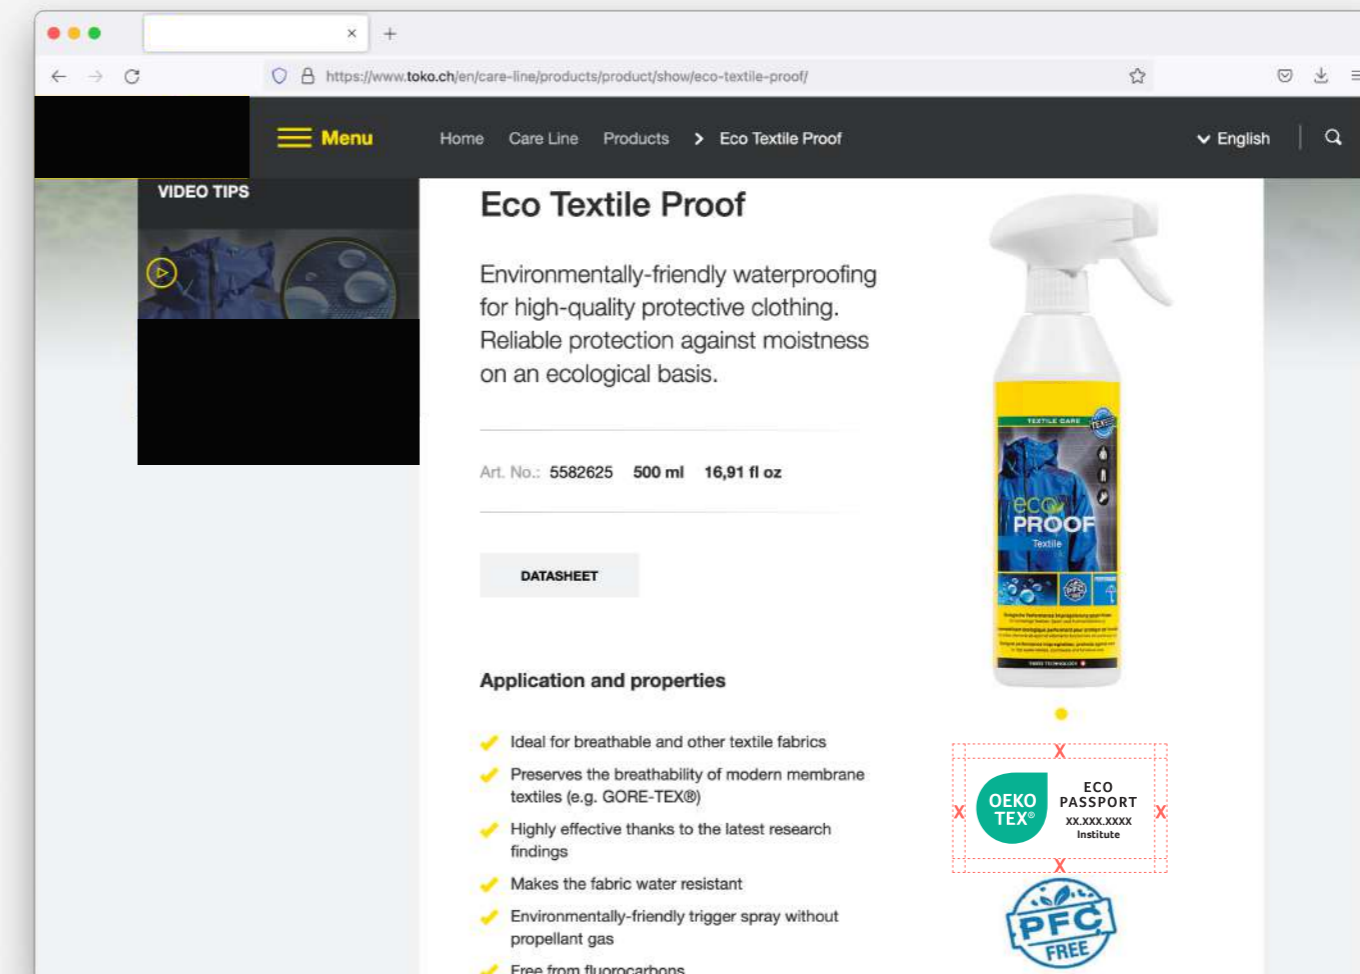 https://www.toko.ch/en/care-line/products/product/show/eco-textile-proof/
Menu
Home
Care Line
Products
Eco Textile Proof
English
VIDEO TIPS
Eco Textile Proof
Environmentally-friendly waterproofing
for high-quality protective clothing.
Reliable protection against moistness
on an ecological basis.
Art. No.: 5582625 500 ml 16,91 fl oz
DATASHEET
Application and properties
Ideal for breathable and other textile fabrics
Preserves the breathability of modern membrane
textiles (e.g. GORE-TEX®)
Highly effective thanks to the latest research
findings
Makes the fabric water resistant
Environmentally-friendly trigger spray without
propellant gas
Free from fluorocarbons
TEXTILE CARE
eco
PROOF
Textile
PFC
X
X
X
X
OEKO
TEX®
ECO
PASSPORT
XX.XXX.XXXX
Institute
PFC
FREE